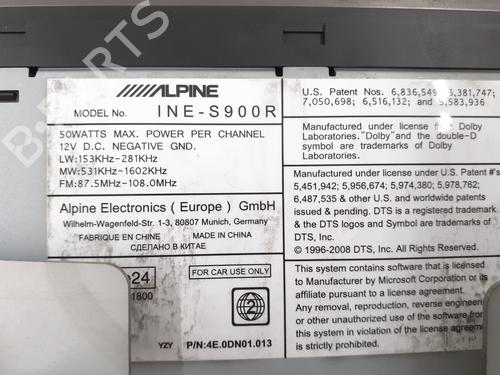 ALPINE
MODEL No. INE-S900R
50WATTS MAX. POWER PER CHANNEL
12V D.C. NEGATIVE GND.
LW:153KHz-281KHz
MW:531KHz-1602KHz
FM:87.5MHz-108.0MHz
Alpine Electronics ( Europe ) GmbH
Wilhelm-Wagenfeld-Str. 1-3, 80807 Munich, Germany
FABRIQUE EN CHINE MADE IN CHINA
СДЕЛАНО В КИТАЕ
24
1800
FOR CAR USE ONLY
2
YZY P/N:4E.0DN01.013
U.S. Patent Nos. 6,836,549; 6,381,747;
7,050,698; 6,516,132; and 5,583,936
Manufactured under license from Dolby
Laboratories. "Dolby" and the double-D
symbol are trademarks of Dolby
Laboratories.
Manufactured under license under U.S. Patent #'s
5,451,942; 5,956,674; 5,974,380; 5,978,762;
6,487,535 & other U.S. and worldwide patents
issued & pending. DTS is a registered trademark
& the DTS logos and Symbol are trademarks of
DTS, Inc.
© 1996-2008 DTS, Inc.
This system contains software that is licensed
to Manufacturer by Microsoft Corporation or its
affiliates pursuant to a license agreement.
Any removal, reproduction, reverse engineering
or other unauthorized use of the software from
this system in violation of the license agreement
B-PARTS